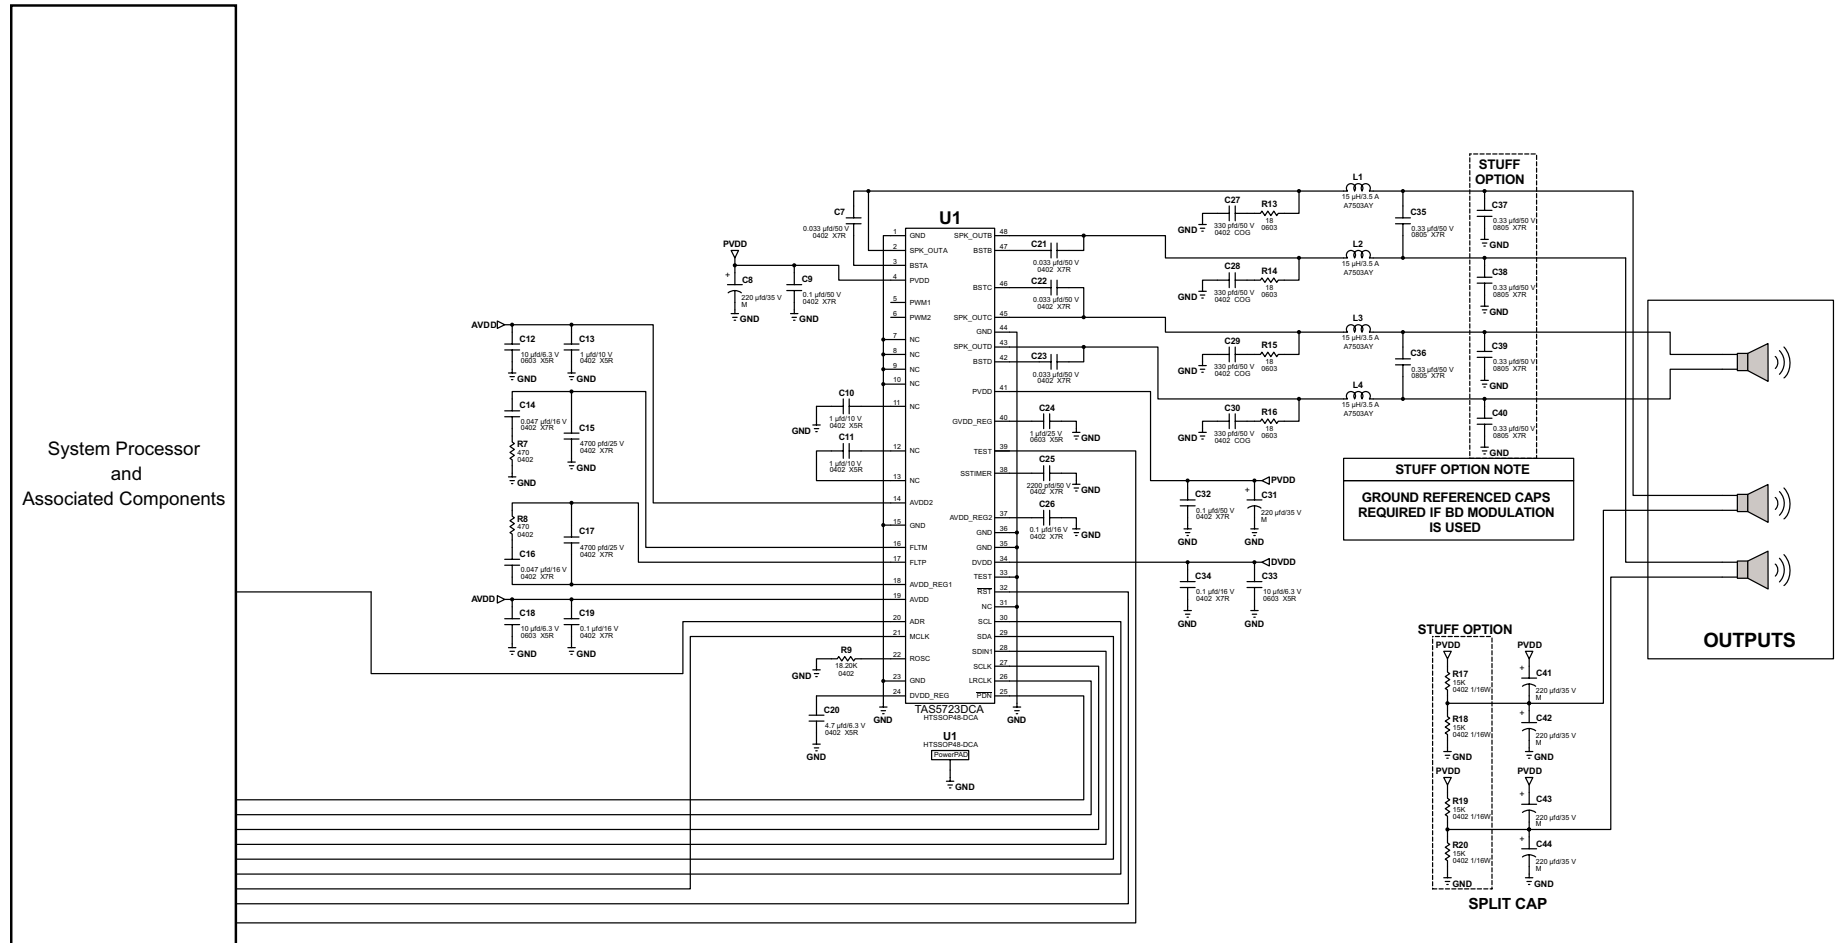 System Processor
and
Associated Components
U1
1 GND
2 SPK_OUTA
3 BSTA
4 PVDD
5 PWM1
6 PWM2
7 NC
8 NC
9 NC
10 NC
11 NC
12 NC
13 NC
14 AVDD2
15 GND
16 FLTM
17 FLTP
18 AVDD_REG1
19 AVDD
20 ADR
21 MCLK
22 ROSC
23 GND
24 DVDD_REG
SPK_OUTB 48
BSTB 47
BSTC 46
SPK_OUTC 45
GND 44
SPK_OUTD 43
BSTD 42
PVDD 41
GVDD_REG 40
TEST 39
SSTIMER 38
AVDD_REG2 37
GND 36
GND 35
DVDD 34
TEST 33
RST 32
NC 31
SCL 30
SDA 29
SDIN1 28
SCLK 27
LRCLK 26
PDN 25
TAS5723DCA
HTSSOP48-DCA
GND
GND
U1
HTSSOP48-DCA
PowerPAD
GND
C7
0.033 µfd/50 V
0402 X7R
PVDD
+
C8
220 µfd/35 V
M
GND
C9
0.1 µfd/50 V
0402 X7R
GND
AVDD
C12
10 µfd/6.3 V
0603 X5R
GND
C13
1 µfd/10 V
0402 X5R
GND
C10
1 µfd/10 V
0402 X5R
GND
C11
1 µfd/10 V
0402 X5R
C14
0.047 µfd/16 V
0402 X7R
R7
470
0402
GND
C15
4700 pfd/25 V
0402 X7R
GND
R8
470
0402
C16
0.047 µfd/16 V
0402 X7R
C17
4700 pfd/25 V
0402 X7R
AVDD
C18
10 µfd/6.3 V
0603 X5R
GND
C19
0.1 µfd/16 V
0402 X7R
GND
R9
18.20K
0402
GND
C20
4.7 µfd/6.3 V
0402 X5R
GND
C21
0.033 µfd/50 V
0402 X7R
C22
0.033 µfd/50 V
0402 X7R
C23
0.033 µfd/50 V
0402 X7R
C24
1 µfd/25 V
0603 X5R
GND
C25
2200 pfd/50 V
0402 X7R
GND
C26
0.1 µfd/16 V
0402 X7R
GND
C27
330 pfd/50 V
0402 COG
GND
R13
18
0603
C28
330 pfd/50 V
0402 COG
GND
R14
18
0603
C29
330 pfd/50 V
0402 COG
GND
R15
18
0603
C30
330 pfd/50 V
0402 COG
GND
R16
18
0603
L1
15 µH/3.5 A
A7503AY
L2
15 µH/3.5 A
A7503AY
L3
15 µH/3.5 A
A7503AY
L4
15 µH/3.5 A
A7503AY
C35
0.33 µfd/50 V
0805 X7R
C36
0.33 µfd/50 V
0805 X7R
STUFF
OPTION
C37
0.33 µfd/50 V
0805 X7R
GND
C38
0.33 µfd/50 V
0805 X7R
GND
C39
0.33 µfd/50 V
0805 X7R
GND
C40
0.33 µfd/50 V
0805 X7R
GND
STUFF OPTION NOTE
GROUND REFERENCED CAPS
REQUIRED IF BD MODULATION
IS USED
PVDD
C32
0.1 µfd/50 V
0402 X7R
GND
+
C31
220 µfd/35 V
M
GND
DVDD
C34
0.1 µfd/16 V
0402 X7R
GND
C33
10 µfd/6.3 V
0603 X5R
GND
OUTPUTS
STUFF OPTION
PVDD
R17
15K
0402 1/16W
R18
15K
0402 1/16W
GND
PVDD
+
C41
220 µfd/35 V
M
+
C42
220 µfd/35 V
M
GND
PVDD
R19
15K
0402 1/16W
R20
15K
0402 1/16W
GND
PVDD
+
C43
220 µfd/35 V
M
+
C44
220 µfd/35 V
M
GND
SPLIT CAP